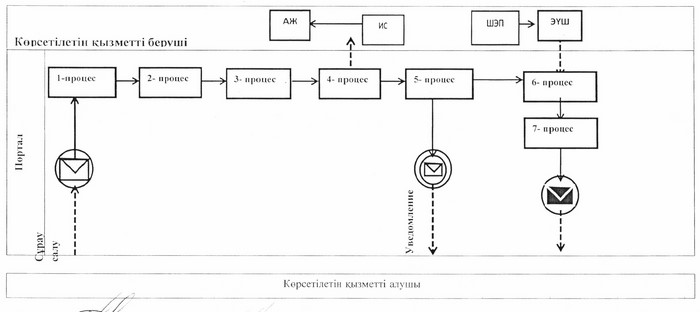 АЖ
ИС
ШЭП
ЭҮШ
Көрсетілетін қызметті беруші
1-процес
2- процес
3- процес
4- процес
5- процес
6- процес
7- процес
Портал
Сұрау
салу
Уведомление
Көрсетілетін қызметті алушы